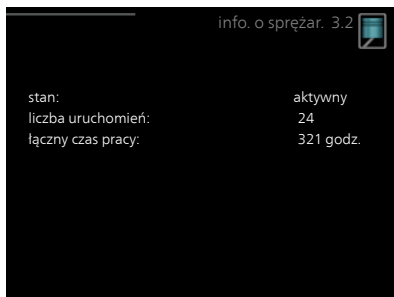 info. o sprężar. 3.2
stan: aktywny
liczba uruchomień: 24
łączny czas pracy: 321 godz.